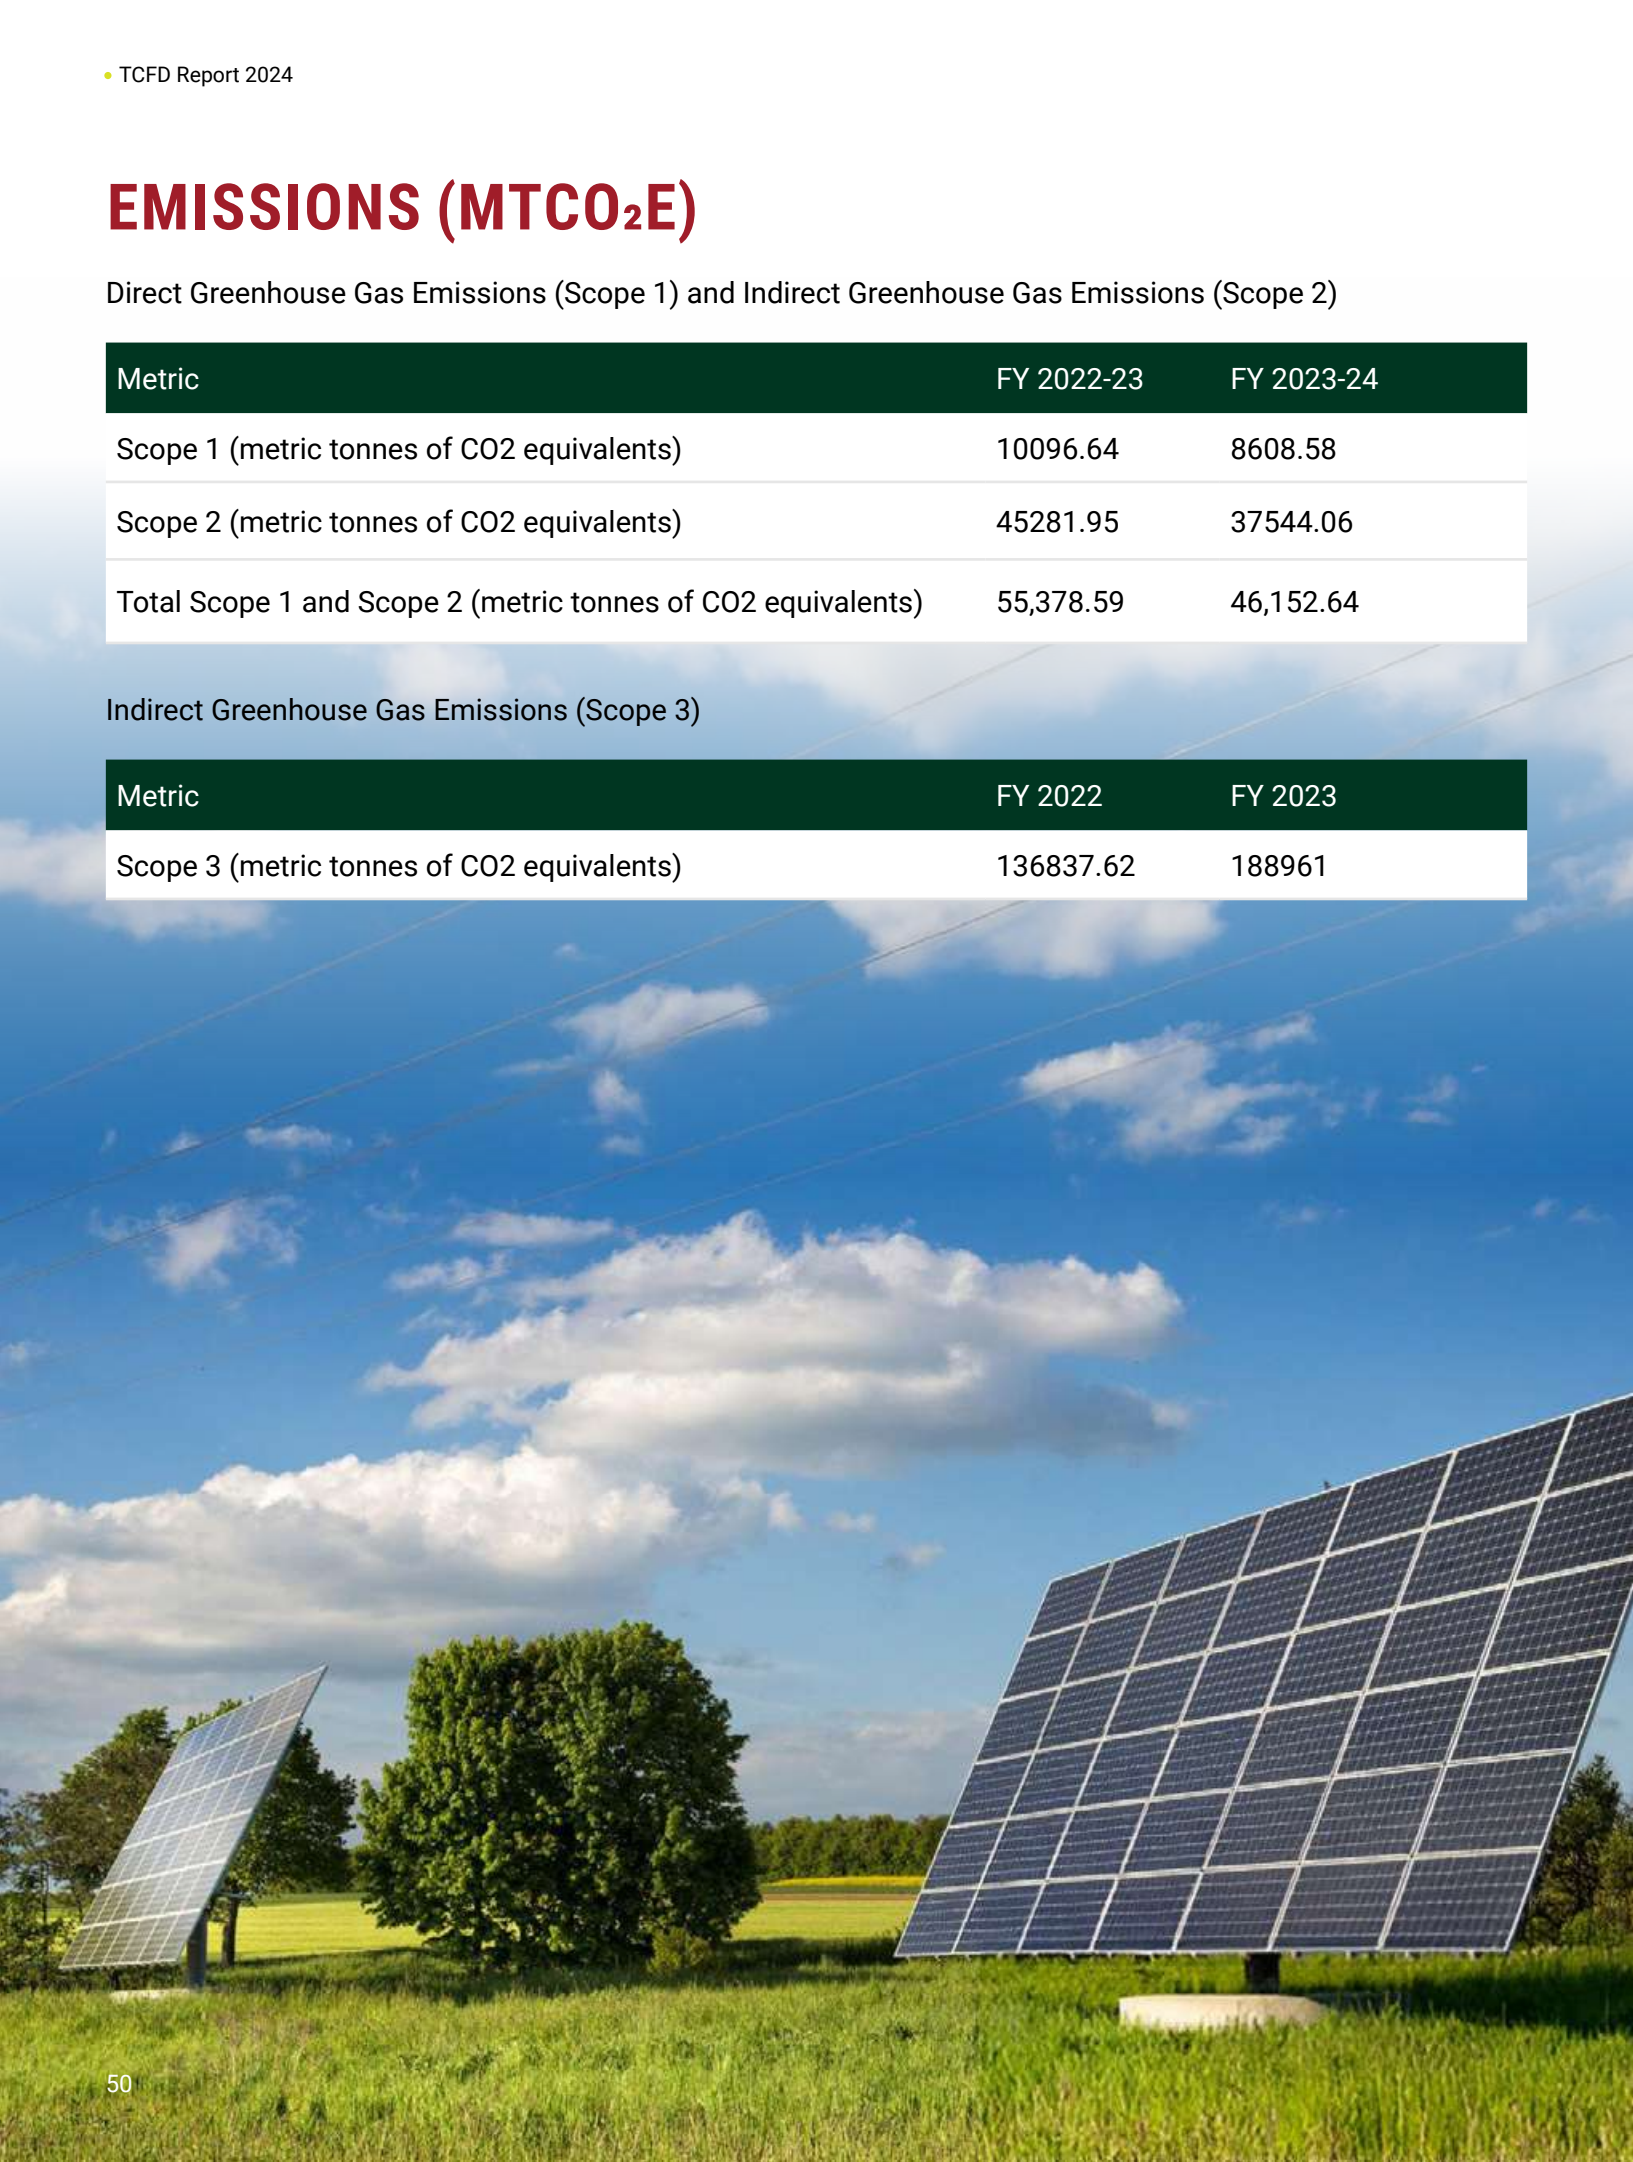 • TCFD Report 2024
EMISSIONS (MTCO₂E)
Direct Greenhouse Gas Emissions (Scope 1) and Indirect Greenhouse Gas Emissions (Scope 2)
Metric FY 2022-23 FY 2023-24
Scope 1 (metric tonnes of CO2 equivalents) 10096.64 8608.58
Scope 2 (metric tonnes of CO2 equivalents) 45281.95 37544.06
Total Scope 1 and Scope 2 (metric tonnes of CO2 equivalents) 55,378.59 46,152.64
Indirect Greenhouse Gas Emissions (Scope 3)
Metric FY 2022 FY 2023
Scope 3 (metric tonnes of CO2 equivalents) 136837.62 188961
50